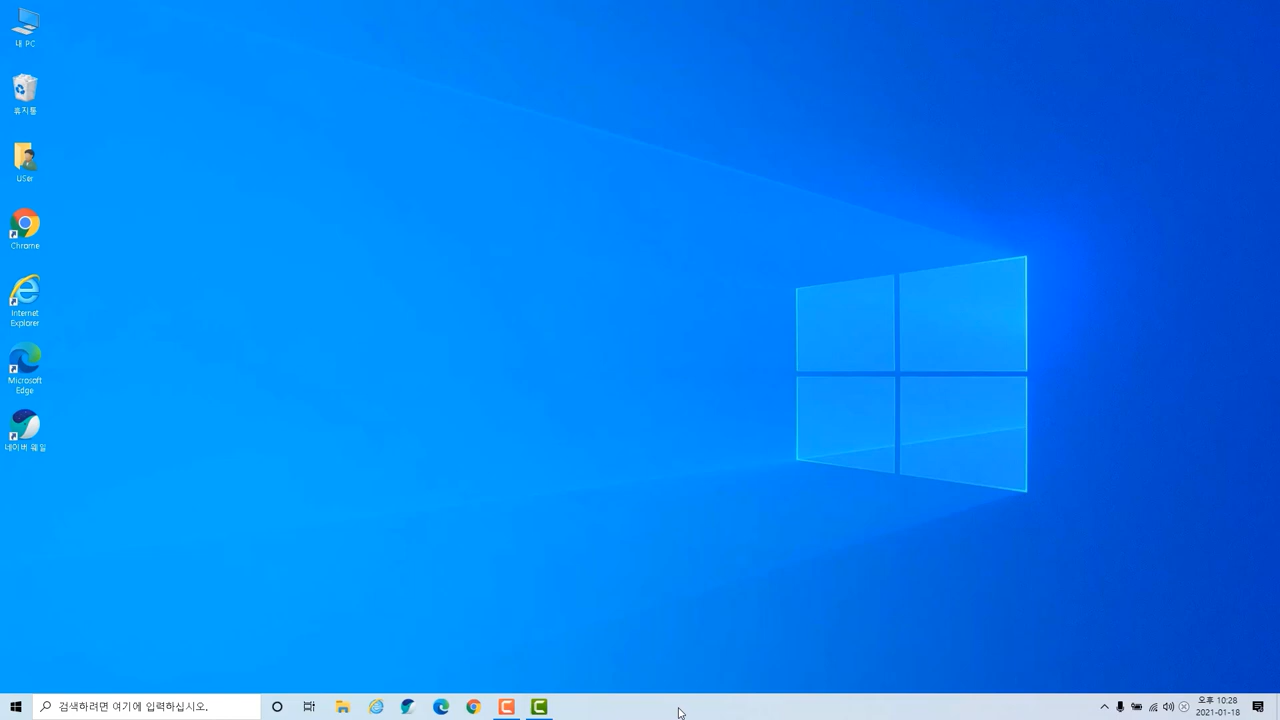 내 PC
휴지통
USer
Chrome
Internet
Explorer
Microsoft
Edge
네이버 웨일
검색하려면 여기에 입력하십시오.
오후 10:28
2021-01-18